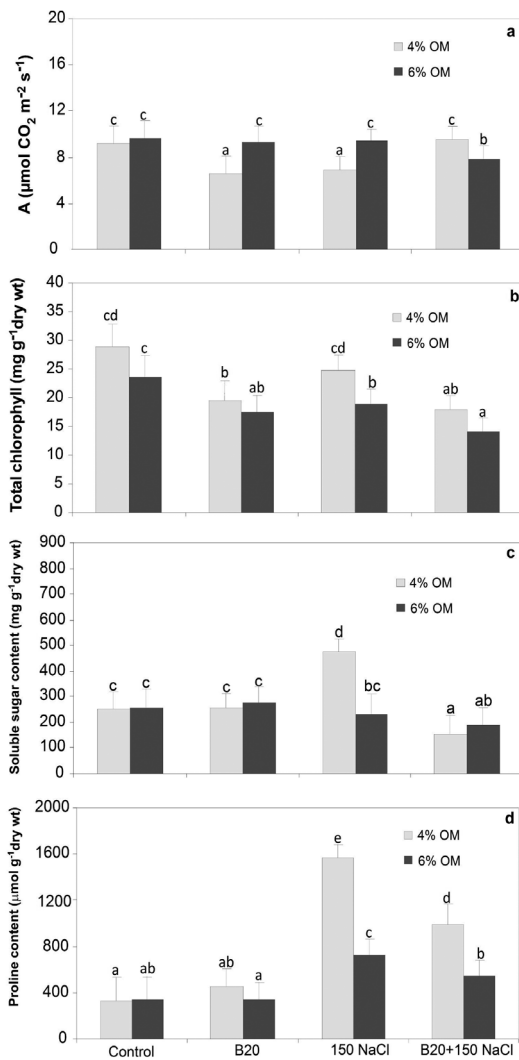 a
A (µmol CO2 m–2 s–1)
20
16
12
8
4
0
4% OM
6% OM
c c a c a c c b
b
Total chlorophyll (mg g-1dry wt)
40
35
30
25
20
15
10
5
0
4% OM
6% OM
cd c b ab cd b ab a
c
Soluble sugar content (mg g-1dry wt)
900
800
700
600
500
400
300
200
100
0
4% OM
6% OM
c c c c d bc a ab
d
Proline content (µmol g-1dry wt)
2000
1600
1200
800
400
0
4% OM
6% OM
a ab ab a e c d b
Control B20 150 NaCl B20+150 NaCl